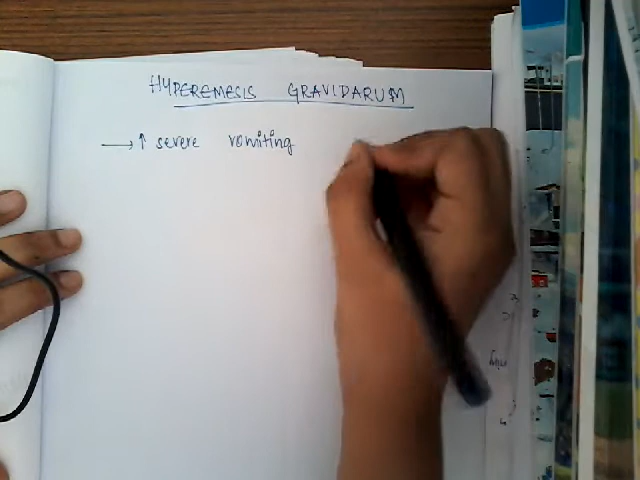 HYPEREMESIS GRAVIDARUM
→ ↑ severe vomiting